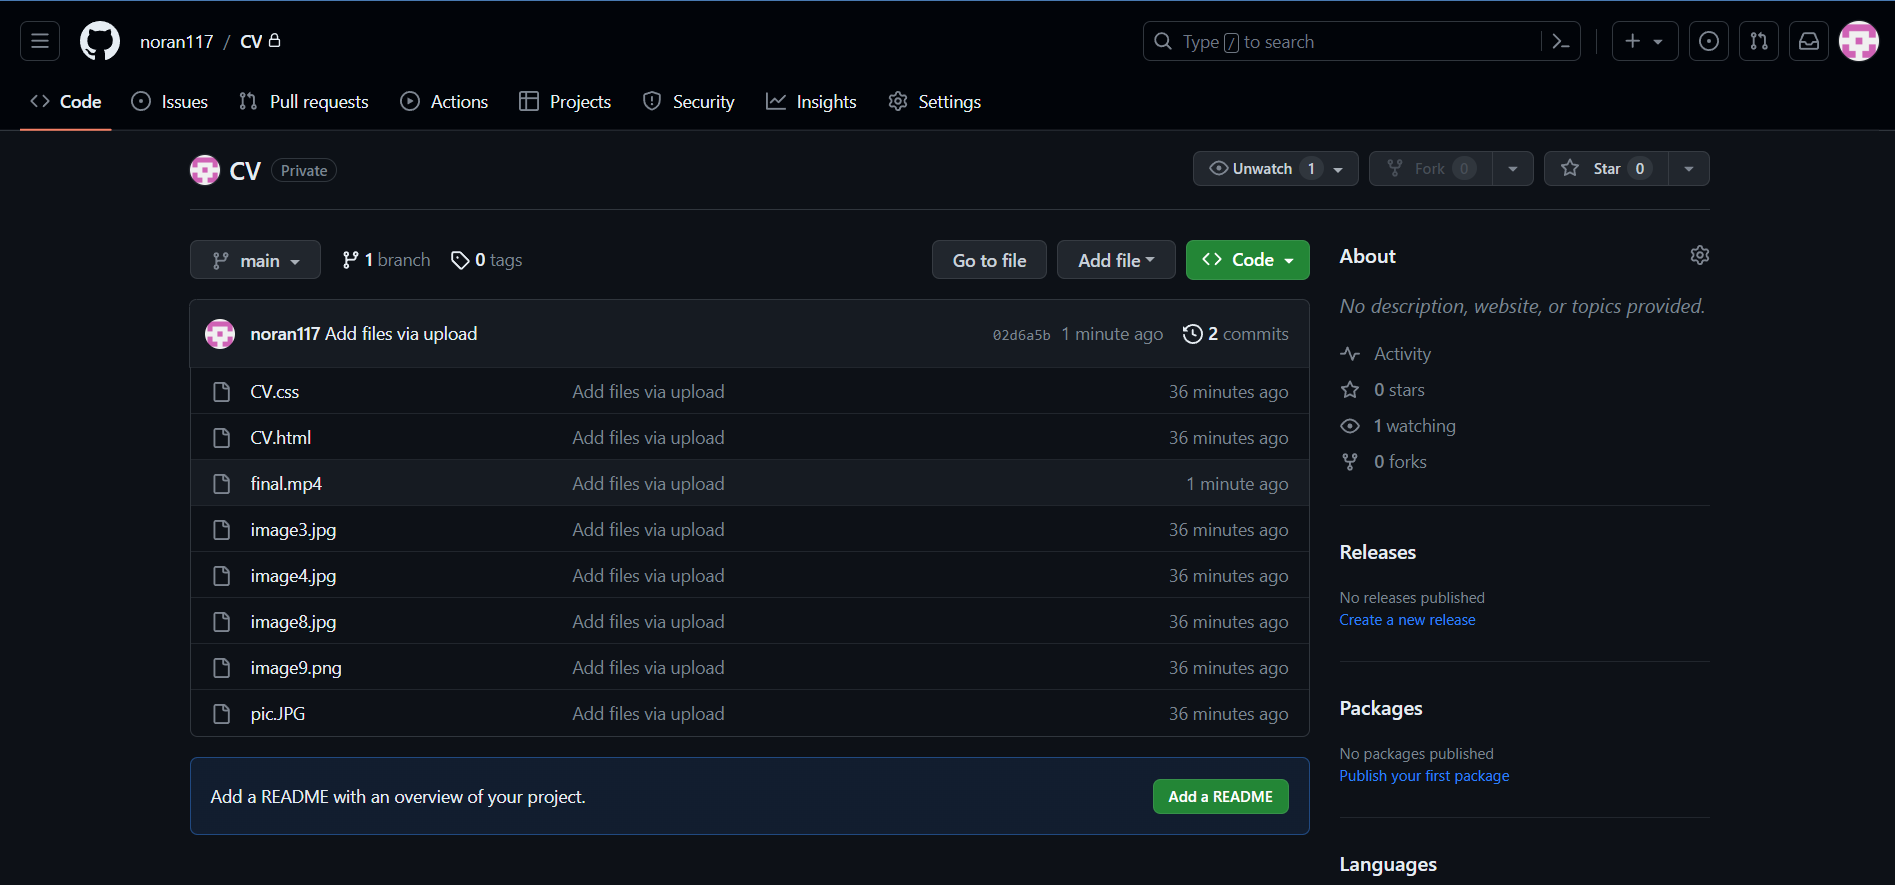 noran117 / CV
Type / to search
Code Issues Pull requests Actions Projects Security Insights Settings
CV Private
Unwatch 1 Fork 0 Star 0
main 1 branch 0 tags
Go to file Add file Code
noran117 Add files via upload 02d6a5b 1 minute ago 2 commits
CV.css Add files via upload 36 minutes ago
CV.html Add files via upload 36 minutes ago
final.mp4 Add files via upload 1 minute ago
image3.jpg Add files via upload 36 minutes ago
image4.jpg Add files via upload 36 minutes ago
image8.jpg Add files via upload 36 minutes ago
image9.png Add files via upload 36 minutes ago
pic.JPG Add files via upload 36 minutes ago
Add a README with an overview of your project. Add a README
About
No description, website, or topics provided.
Activity
0 stars
1 watching
0 forks
Releases
No releases published
Create a new release
Packages
No packages published
Publish your first package
Languages